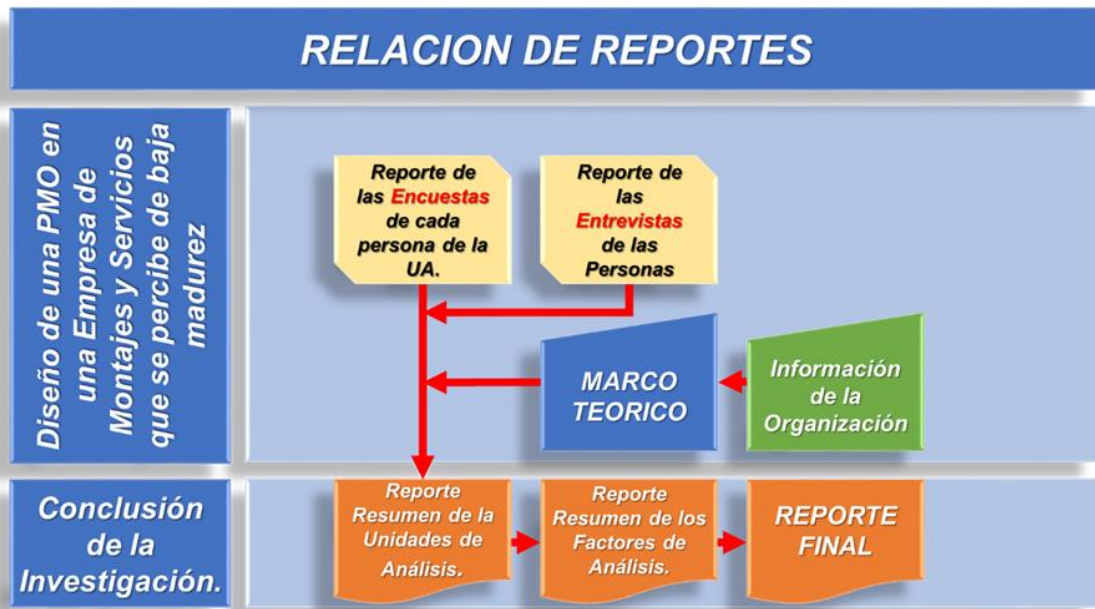 RELACION DE REPORTES
Diseño de una PMO en
una Empresa de
Montajes y Servicios
que se percibe de baja
madurez
Reporte de
las Encuestas
de cada
persona de la
UA.
Reporte de
las
Entrevistas
de las
Personas
MARCO
TEORICO
Información
de la
Organización
Conclusión
de la
Investigación.
Reporte
Resumen de la
Unidades de
Análisis.
Reporte
Resumen de los
Factores de
Análisis.
REPORTE
FINAL